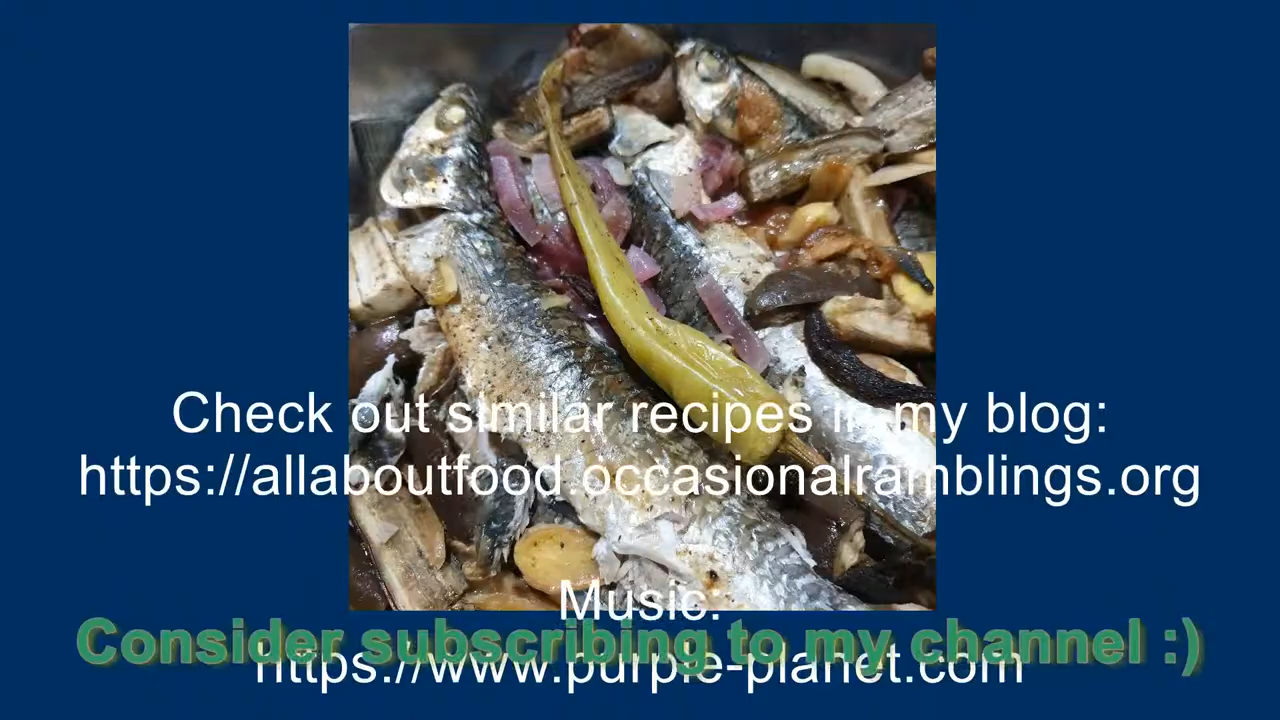 Check out similar recipes in my blog:
https://allaboutfood.occasionalramblings.org
Music:
Consider subscribing to my channel :)
https://www.purple-planet.com